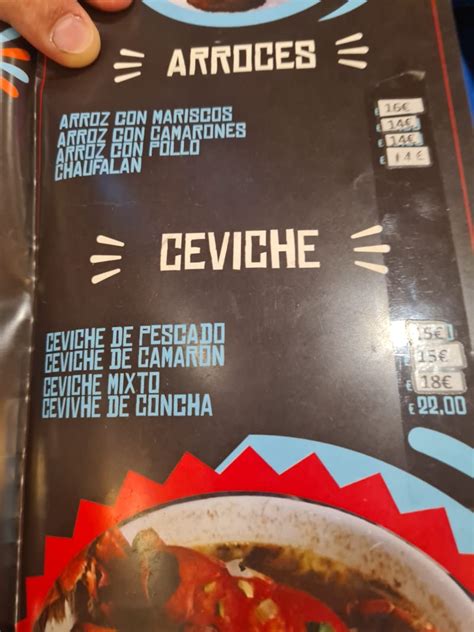 ARROCES
ARROZ CON MARISCOS 16€
ARROZ CON CAMARONES £ 14€
ARROZ CON POLLO £ 14€
CHAUFALAN £ 14€
CEVICHE
CEVICHE DE PESCADO 15€
CEVICHE DE CAMARON 15€
CEVICHE MIXTO £ 18€
CEVIVHE DE CONCHA £ 22.00